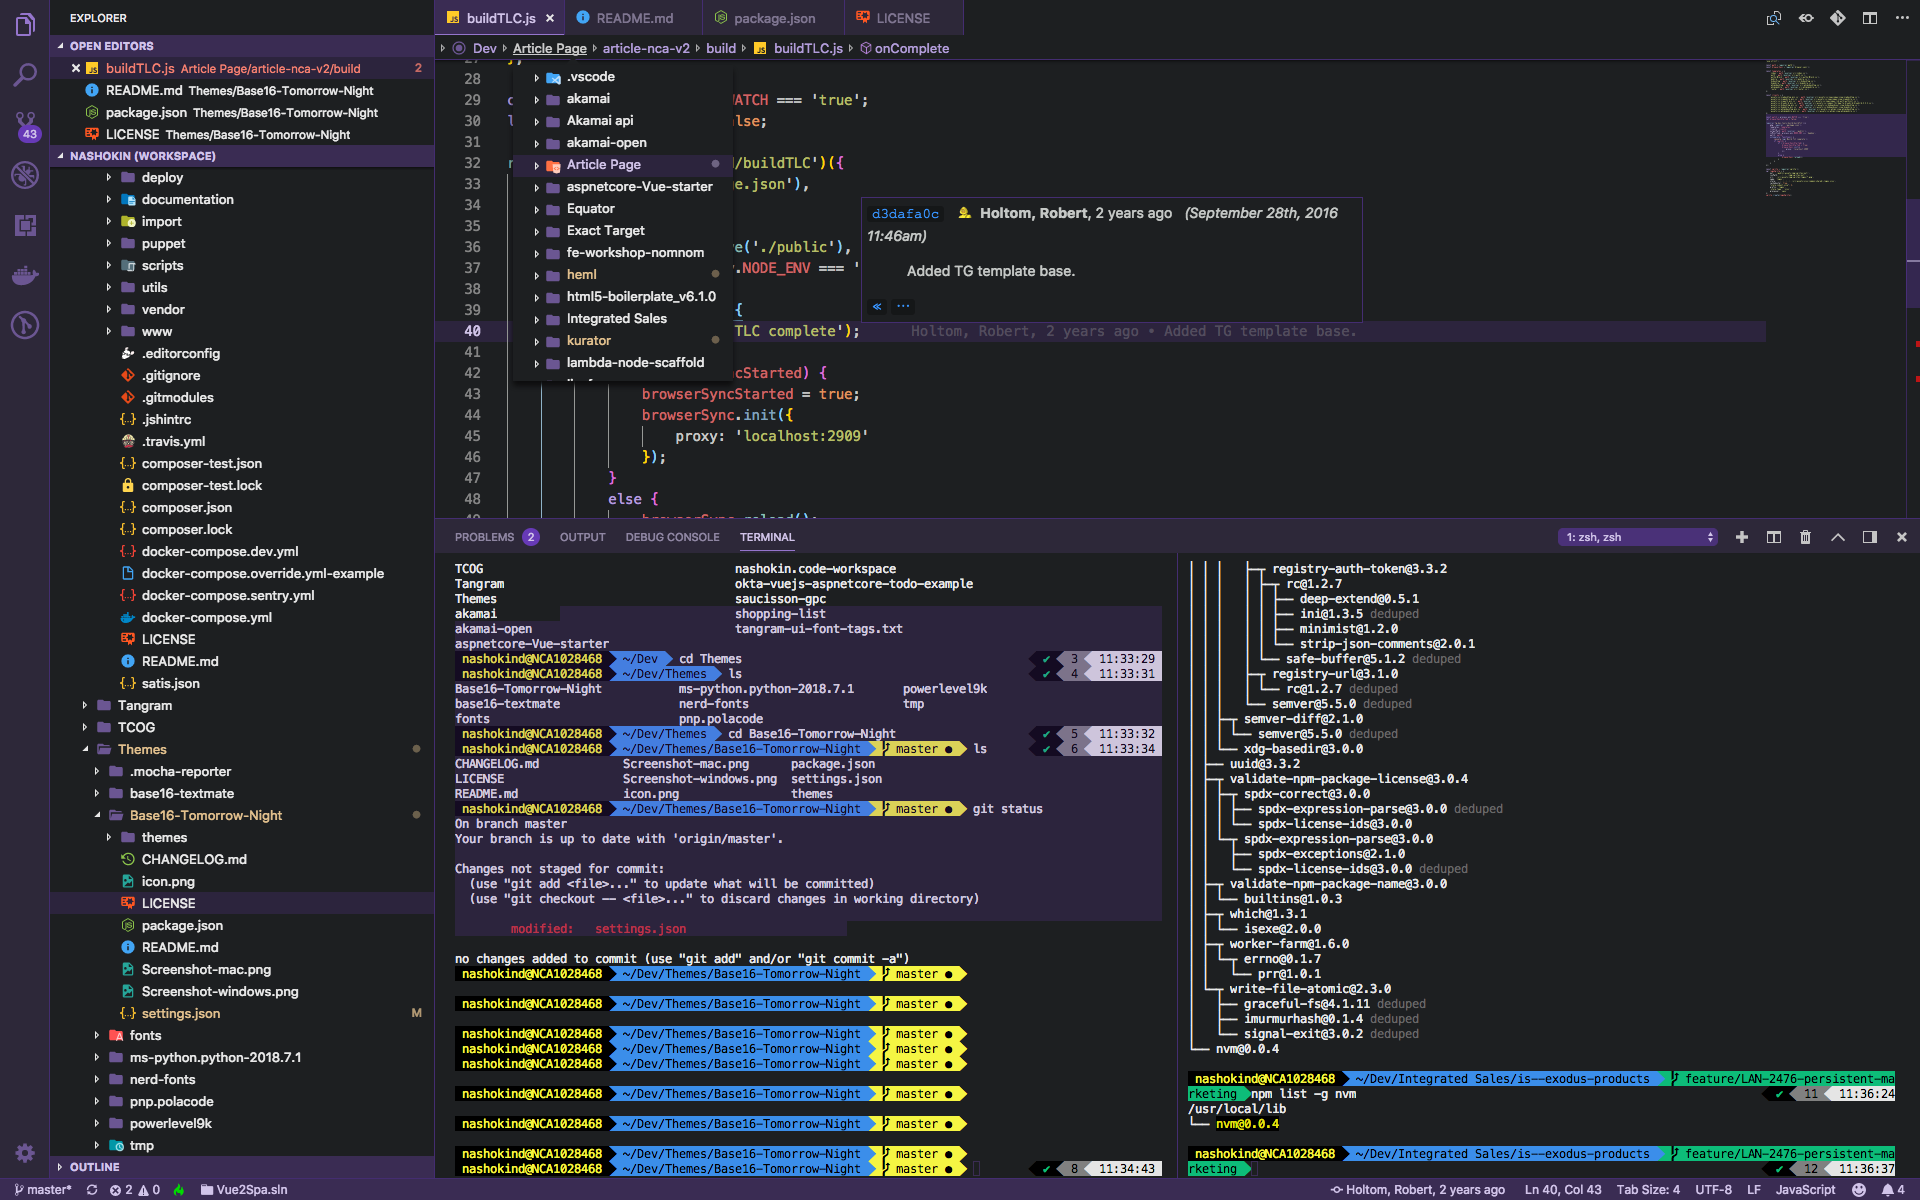 EXPLORER
OPEN EDITORS
buildTLC.js Article Page/article-nca-v2/build 2
README.md Themes/Base16-Tomorrow-Night
package.json Themes/Base16-Tomorrow-Night
LICENSE Themes/Base16-Tomorrow-Night
43
NASHOKIN (WORKSPACE)
deploy
documentation
import
puppet
scripts
utils
vendor
www
.editorconfig
.gitignore
.gitmodules
.jshintrc
.travis.yml
composer-test.json
composer-test.lock
composer.json
composer.lock
docker-compose.dev.yml
docker-compose.override.yml-example
docker-compose.sentry.yml
docker-compose.yml
LICENSE
README.md
satis.json
Tangram
TCOG
Themes
.mocha-reporter
base16-textmate
Base16-Tomorrow-Night
themes
CHANGELOG.md
icon.png
LICENSE
package.json
README.md
Screenshot-mac.png
Screenshot-windows.png
settings.json M
fonts
ms-python.python-2018.7.1
nerd-fonts
pnp.polacode
powerlevel9k
tmp
OUTLINE
buildTLC.js README.md package.json LICENSE
Dev Article Page article-nca-v2 build buildTLC.js onComplete
.vscode
akamai
Akamai api
akamai-open
Article Page
aspnetcore-Vue-starter
Equator
Exact Target
fe-workshop-nomnom
heml
html5-boilerplate_v6.1.0
Integrated Sales
kurator
lambda-node-scaffold
28
29 ATCH === 'true';
30 lse;
31
32 /buildTLC')({
33 e.json'),
34
35
36 e('./public'),
37 .NODE_ENV === '
38
39 {
40 TLC complete'); Holtom, Robert, 2 years ago • Added TG template base.
41
42 cStarted) {
43 browserSyncStarted = true;
44 browserSync.init({
45 proxy: 'localhost:2909'
46 });
47 }
48 else {
d3dafa0c Holtom, Robert, 2 years ago (September 28th, 2016
11:46am)
Added TG template base.
PROBLEMS 2 OUTPUT DEBUG CONSOLE TERMINAL 1: zsh, zsh
TCOG nashokin.code-workspace
Tangram okta-vuejs-aspnetcore-todo-example
Themes saucisson-gpc
akamai shopping-list
akamai-open tangram-ui-font-tags.txt
aspnetcore-Vue-starter
nashokind@NCA1028468 ~/Dev cd Themes ✔ 3 11:33:29
nashokind@NCA1028468 ~/Dev/Themes ls ✔ 4 11:33:31
Base16-Tomorrow-Night ms-python.python-2018.7.1 powerlevel9k
base16-textmate nerd-fonts tmp
fonts pnp.polacode
nashokind@NCA1028468 ~/Dev/Themes cd Base16-Tomorrow-Night ✔ 5 11:33:32
nashokind@NCA1028468 ~/Dev/Themes/Base16-Tomorrow-Night master ● ls ✔ 6 11:33:34
CHANGELOG.md Screenshot-mac.png package.json
LICENSE Screenshot-windows.png settings.json
README.md icon.png themes
nashokind@NCA1028468 ~/Dev/Themes/Base16-Tomorrow-Night master ● git status
On branch master
Your branch is up to date with 'origin/master'.
Changes not staged for commit:
(use "git add <file>..." to update what will be committed)
(use "git checkout -- <file>..." to discard changes in working directory)
modified: settings.json
no changes added to commit (use "git add" and/or "git commit -a")
nashokind@NCA1028468 ~/Dev/Themes/Base16-Tomorrow-Night master ●
nashokind@NCA1028468 ~/Dev/Themes/Base16-Tomorrow-Night master ●
nashokind@NCA1028468 ~/Dev/Themes/Base16-Tomorrow-Night master ●
nashokind@NCA1028468 ~/Dev/Themes/Base16-Tomorrow-Night master ●
nashokind@NCA1028468 ~/Dev/Themes/Base16-Tomorrow-Night master ●
nashokind@NCA1028468 ~/Dev/Themes/Base16-Tomorrow-Night master ●
nashokind@NCA1028468 ~/Dev/Themes/Base16-Tomorrow-Night master ●
nashokind@NCA1028468 ~/Dev/Themes/Base16-Tomorrow-Night master ●
nashokind@NCA1028468 ~/Dev/Themes/Base16-Tomorrow-Night master ● ✔ 8 11:34:43
registry-auth-token@3.3.2
rc@1.2.7
deep-extend@0.5.1
ini@1.3.5 deduped
minimist@1.2.0
strip-json-comments@2.0.1
safe-buffer@5.1.2 deduped
registry-url@3.1.0
rc@1.2.7 deduped
semver@5.5.0 deduped
semver-diff@2.1.0
semver@5.5.0 deduped
xdg-basedir@3.0.0
uuid@3.3.2
validate-npm-package-license@3.0.4
spdx-correct@3.0.0
spdx-expression-parse@3.0.0 deduped
spdx-license-ids@3.0.0
spdx-expression-parse@3.0.0
spdx-exceptions@2.1.0
spdx-license-ids@3.0.0 deduped
validate-npm-package-name@3.0.0
builtins@1.0.3
which@1.3.1
isexe@2.0.0
worker-farm@1.6.0
errno@0.1.7
prr@1.0.1
write-file-atomic@2.3.0
graceful-fs@4.1.11 deduped
imurmurhash@0.1.4 deduped
signal-exit@3.0.2 deduped
nvm@0.0.4
nashokind@NCA1028468 ~/Dev/Integrated Sales/is--exodus-products feature/LAN-2476-persistent-ma
rketing npm list -g nvm ✔ 11 11:36:24
/usr/local/lib
nvm@0.0.4
nashokind@NCA1028468 ~/Dev/Integrated Sales/is--exodus-products feature/LAN-2476-persistent-ma
rketing ✔ 12 11:36:37
master* 2 0 Vue2Spa.sln Holtom, Robert, 2 years ago Ln 40, Col 43 Tab Size: 4 UTF-8 LF JavaScript 4